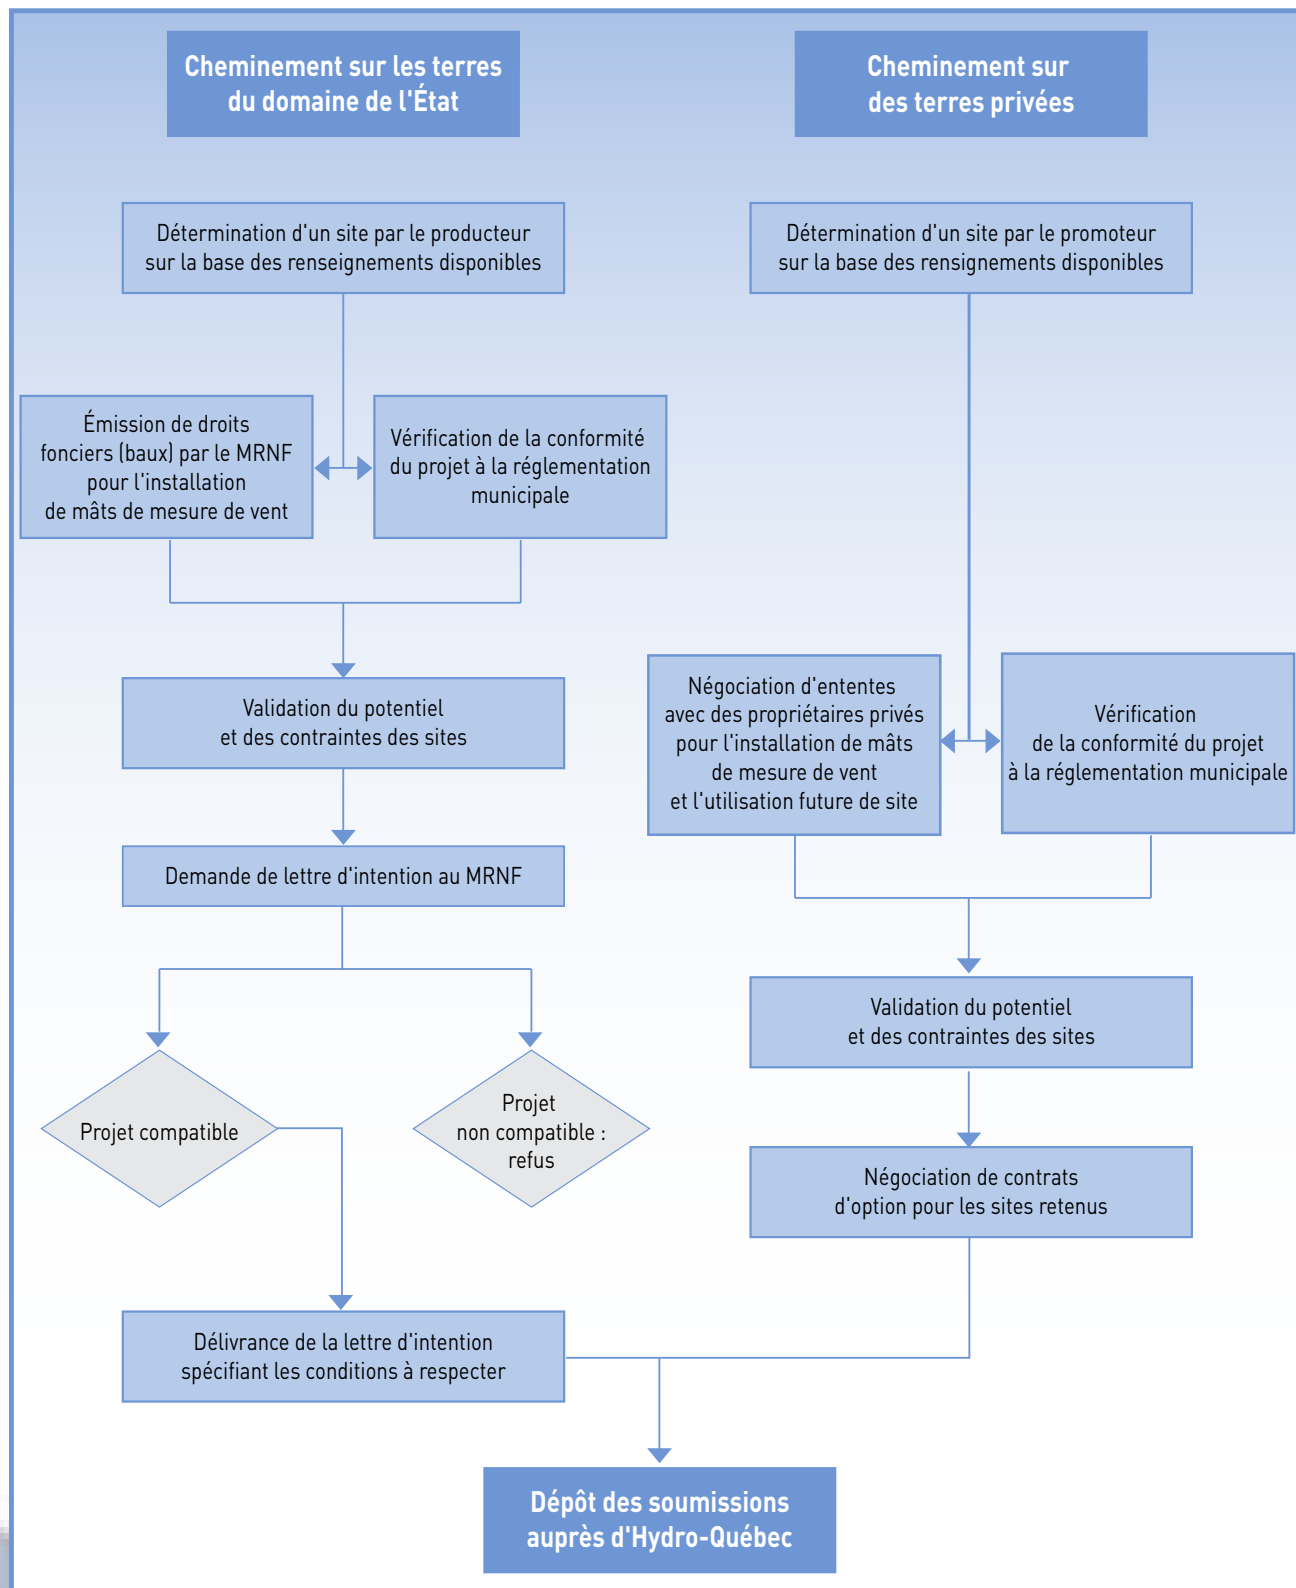 Cheminement sur les terres
du domaine de l'État
Cheminement sur
des terres privées
Détermination d'un site par le producteur
sur la base des renseignements disponibles
Détermination d'un site par le promoteur
sur la base des rensignements disponibles
Émission de droits
fonciers (baux) par le MRNF
pour l'installation
de mâts de mesure de vent
Vérification de la conformité
du projet à la réglementation
municipale
Négociation d'ententes
avec des propriétaires privés
pour l'installation de mâts
de mesure de vent
et l'utilisation future de site
Vérification
de la conformité du projet
à la réglementation municipale
Validation du potentiel
et des contraintes des sites
Demande de lettre d'intention au MRNF
Validation du potentiel
et des contraintes des sites
Projet compatible
Projet
non compatible :
refus
Négociation de contrats
d'option pour les sites retenus
Délivrance de la lettre d'intention
spécifiant les conditions à respecter
Dépôt des soumissions
auprès d'Hydro-Québec